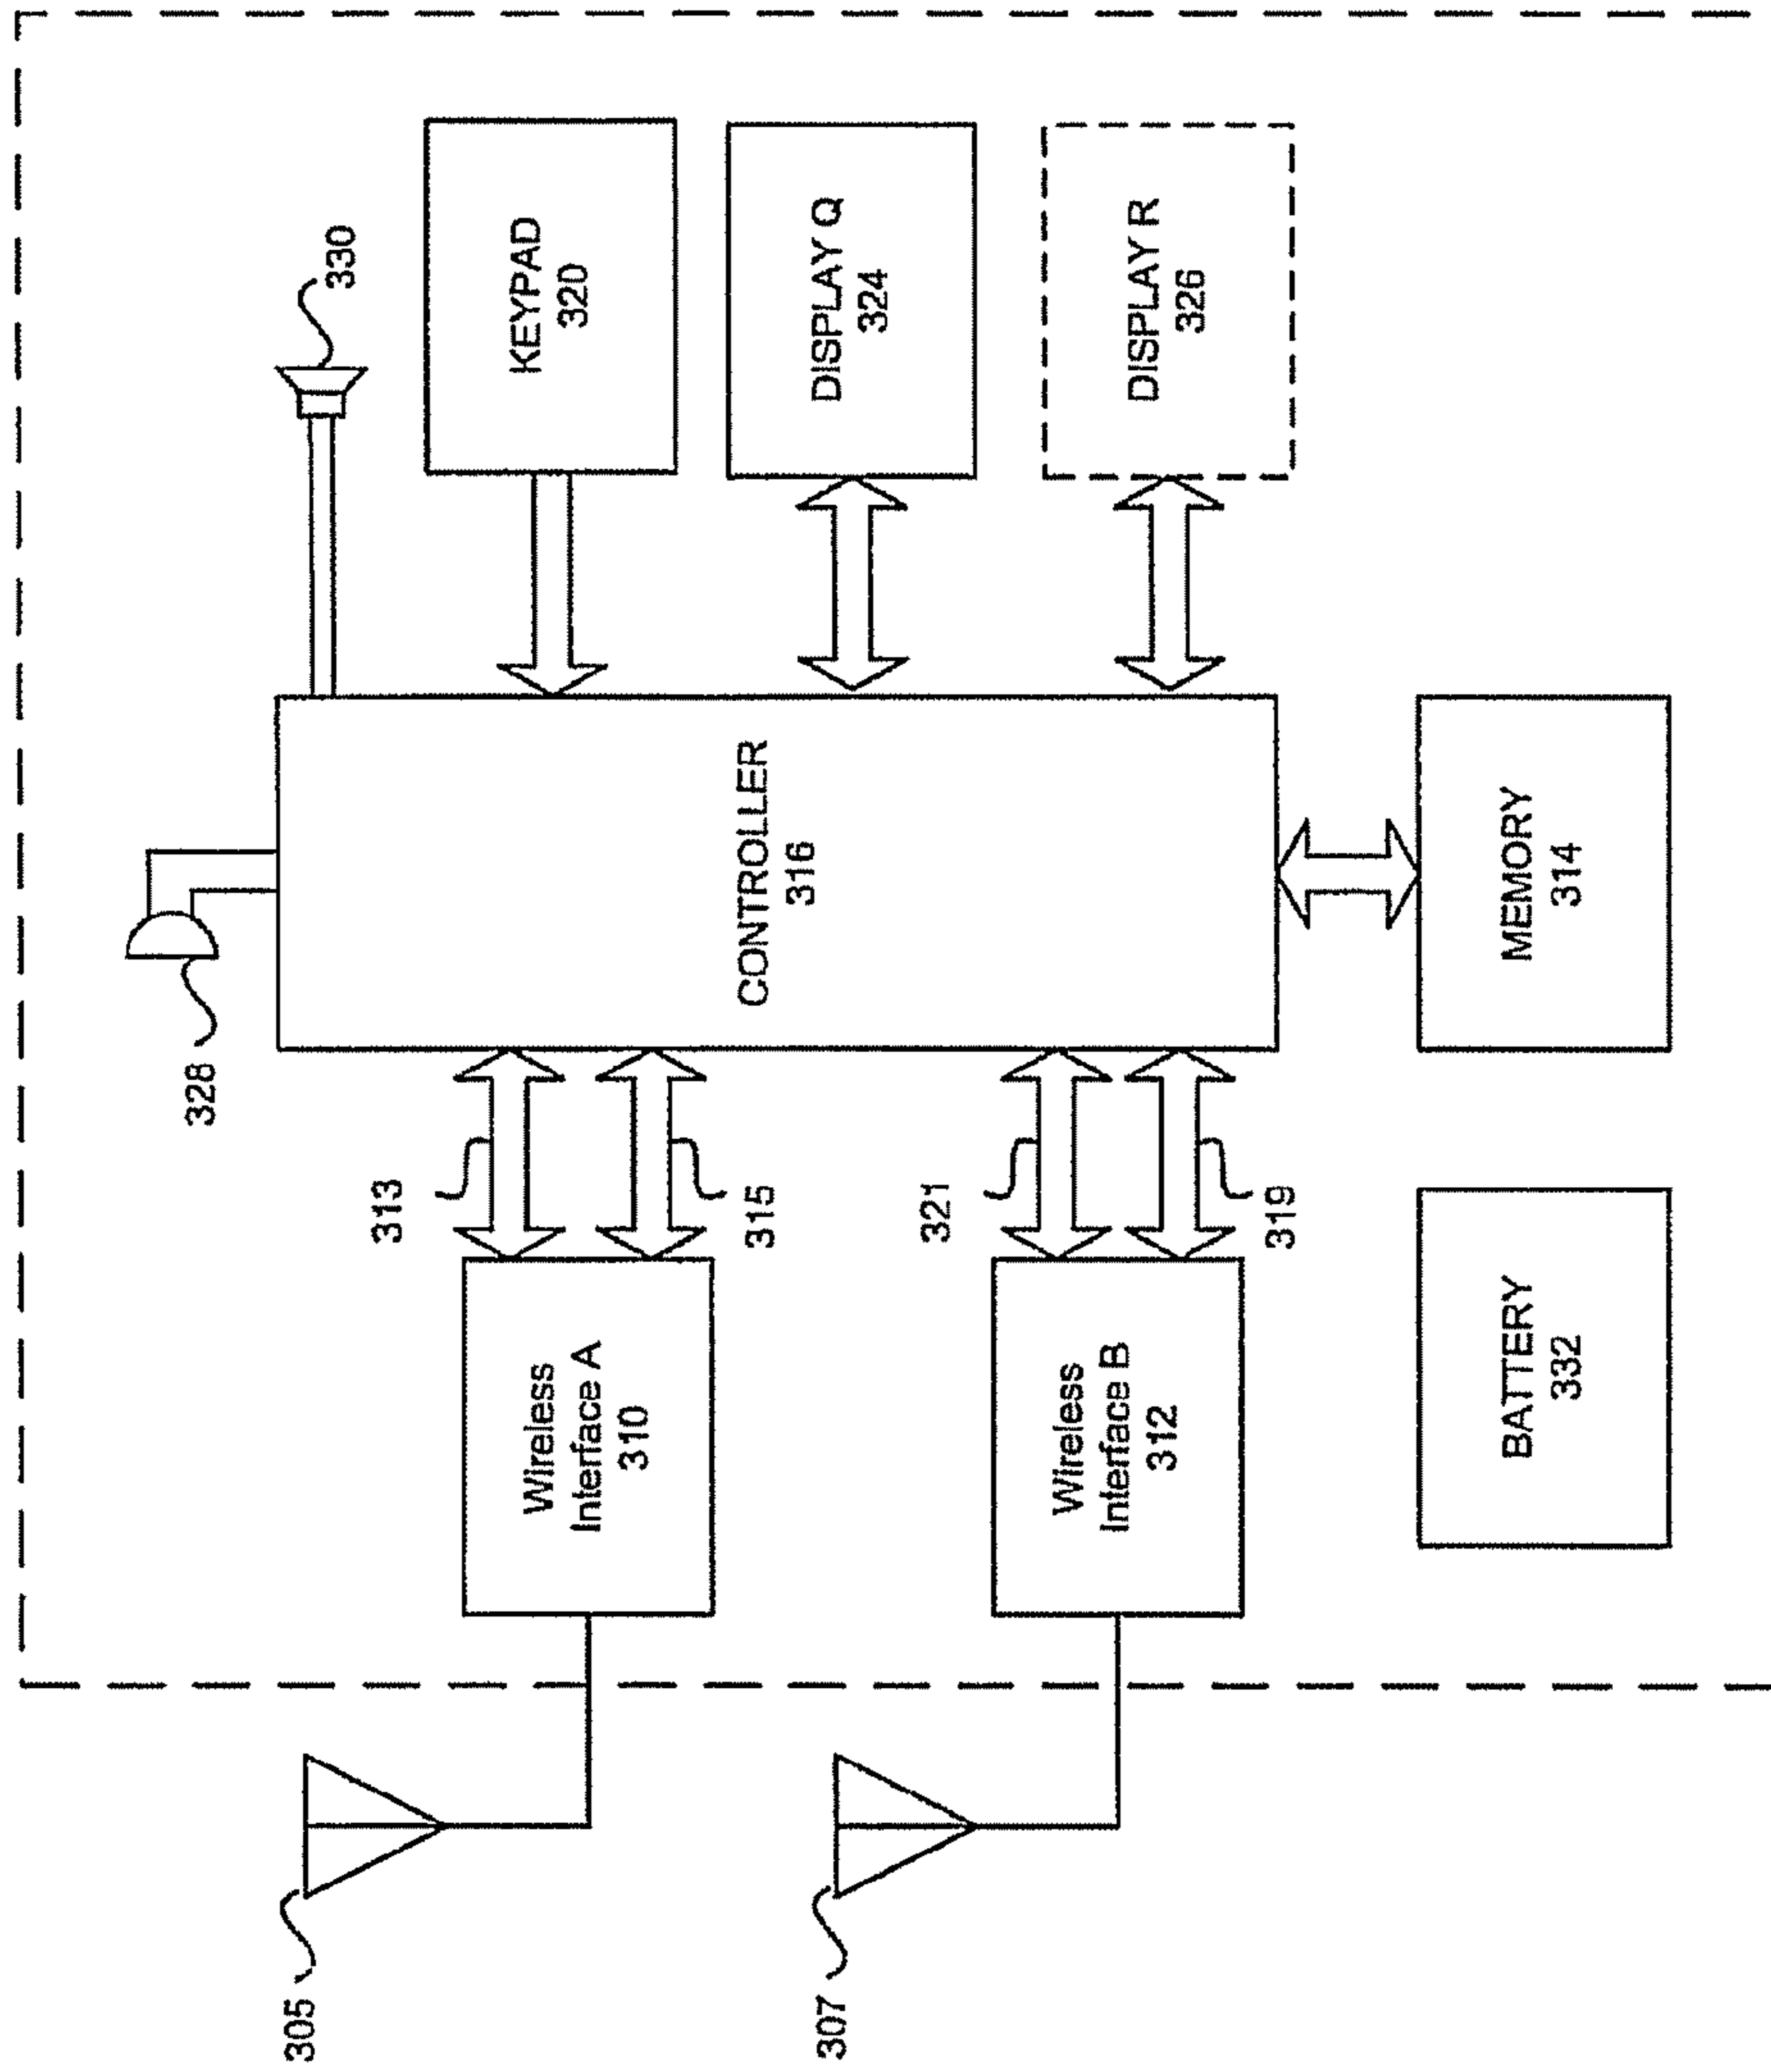 305
307
Wireless
Interface A
310
Wireless
Interface B
312
BATTERY
332
313
315
321
319
328
CONTROLLER
316
MEMORY
314
330
KEYPAD
320
DISPLAY Q
324
DISPLAY R
326